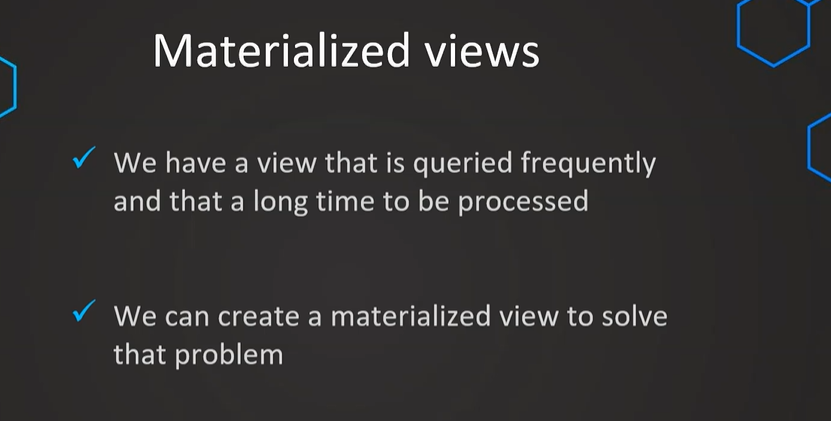 Materialized views
We have a view that is queried frequently
and that a long time to be processed
We can create a materialized view to solve
that problem